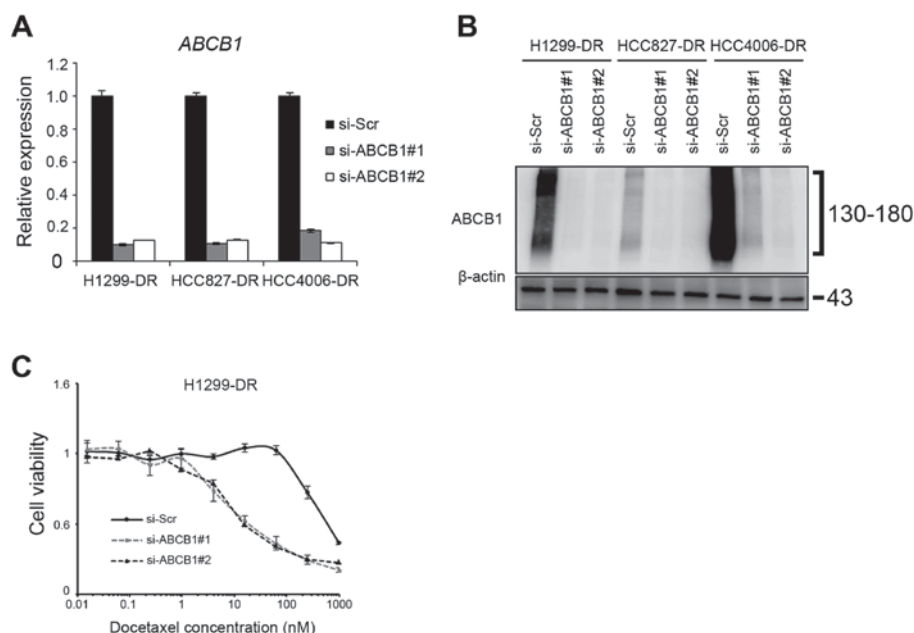 A
ABCB1
Relative expression
1.2
1.0
0.8
0.6
0.4
0.2
0
H1299-DR HCC827-DR HCC4006-DR
si-Scr
si-ABCB1#1
si-ABCB1#2
B
H1299-DR HCC827-DR HCC4006-DR
si-Scr si-ABCB1#1 si-ABCB1#2 si-Scr si-ABCB1#1 si-ABCB1#2 si-Scr si-ABCB1#1 si-ABCB1#2
ABCB1
130-180
β-actin
43
C
H1299-DR
Cell viability
1.6
1
0.6
0
si-Scr
si-ABCB1#1
si-ABCB1#2
0.01 0.1 1 10 100 1000
Docetaxel concentration (nM)